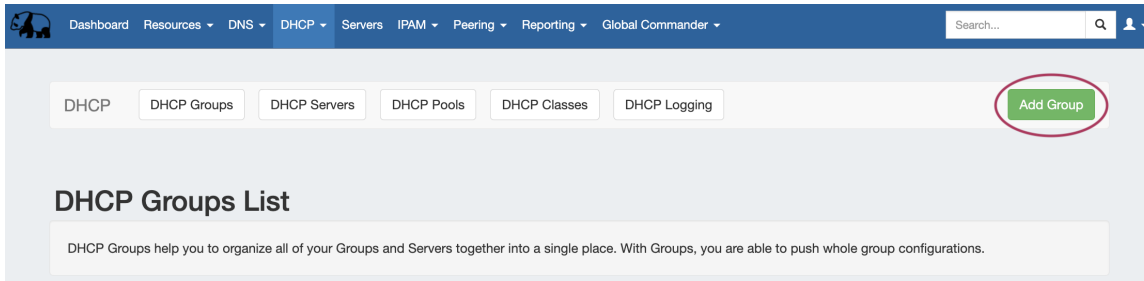 Dashboard Resources DNS DHCP Servers IPAM Peering Reporting Global Commander Search...
DHCP DHCP Groups DHCP Servers DHCP Pools DHCP Classes DHCP Logging Add Group
DHCP Groups List
DHCP Groups help you to organize all of your Groups and Servers together into a single place. With Groups, you are able to push whole group configurations.